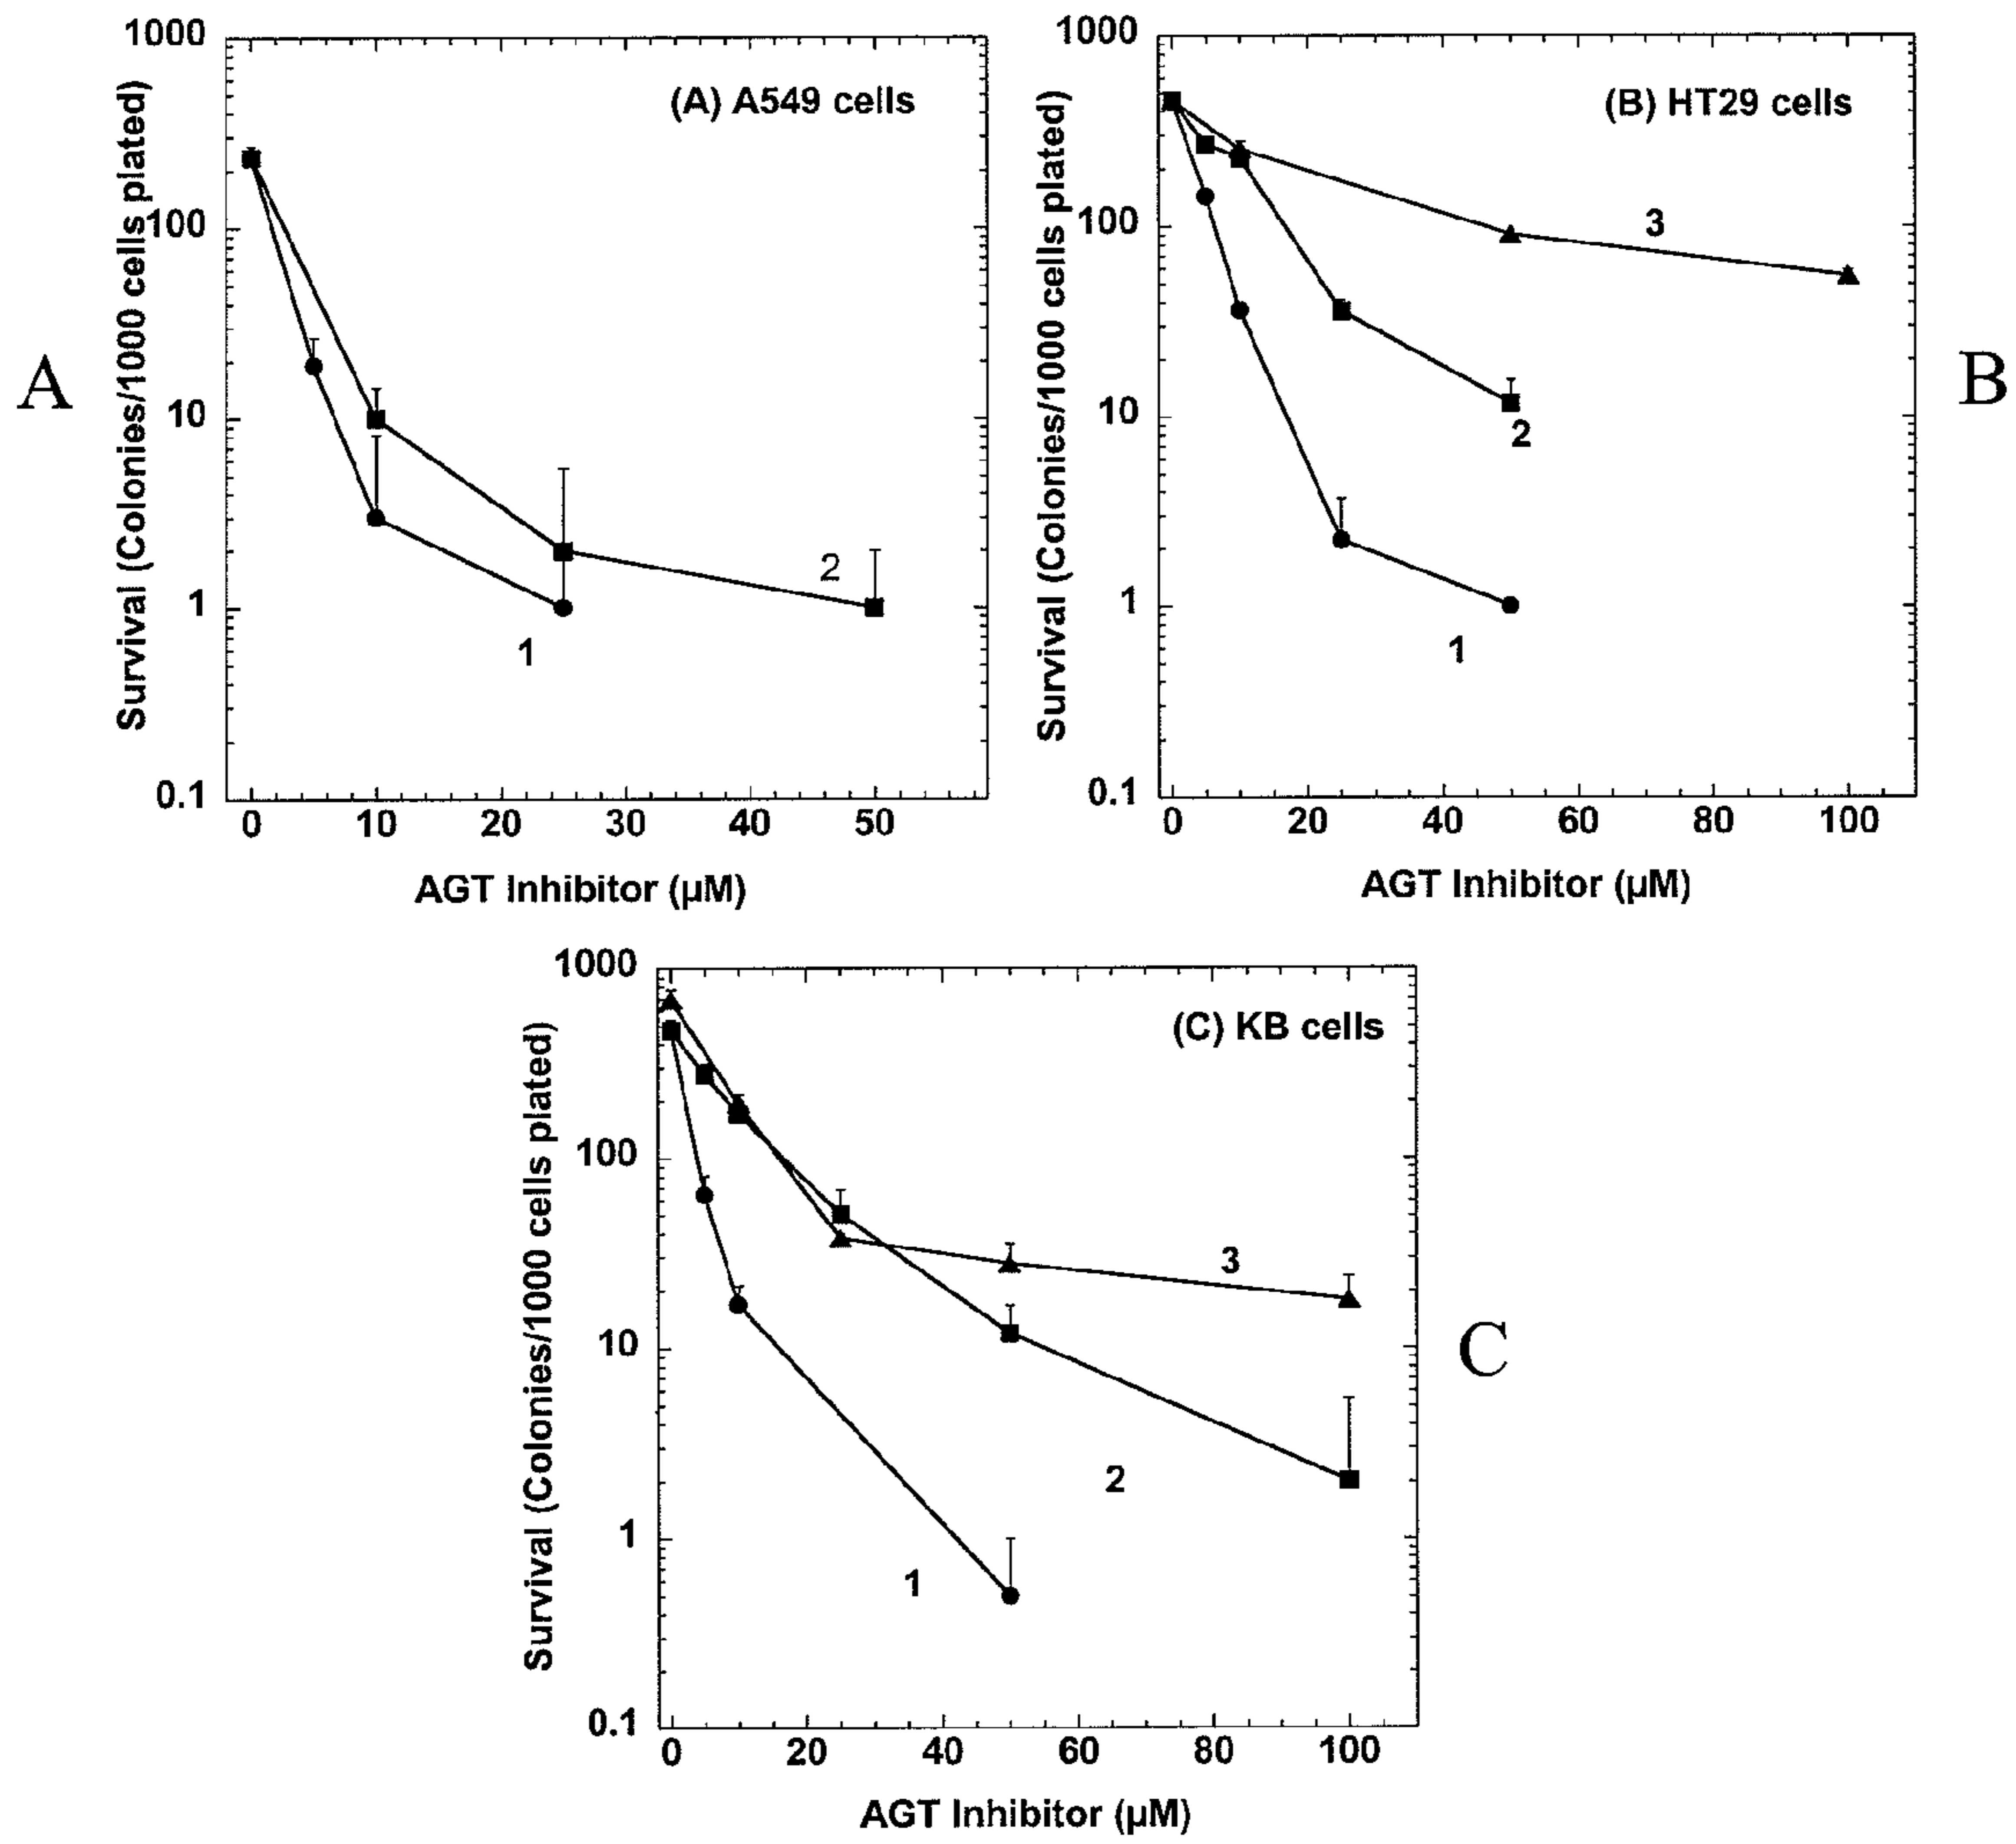 A
Survival (Colonies/1000 cells plated)
1000
100
10
1
0.1
(A) A549 cells
2
1
0 10 20 30 40 50
AGT Inhibitor (µM)
Survival (Colonies/1000 cells plated)
1000
100
10
1
0.1
(B) HT29 cells
3
2
1
0 20 40 60 80 100
AGT Inhibitor (µM)
B
Survival (Colonies/1000 cells plated)
1000
100
10
1
0.1
(C) KB cells
3
2
1
0 20 40 60 80 100
AGT Inhibitor (µM)
C